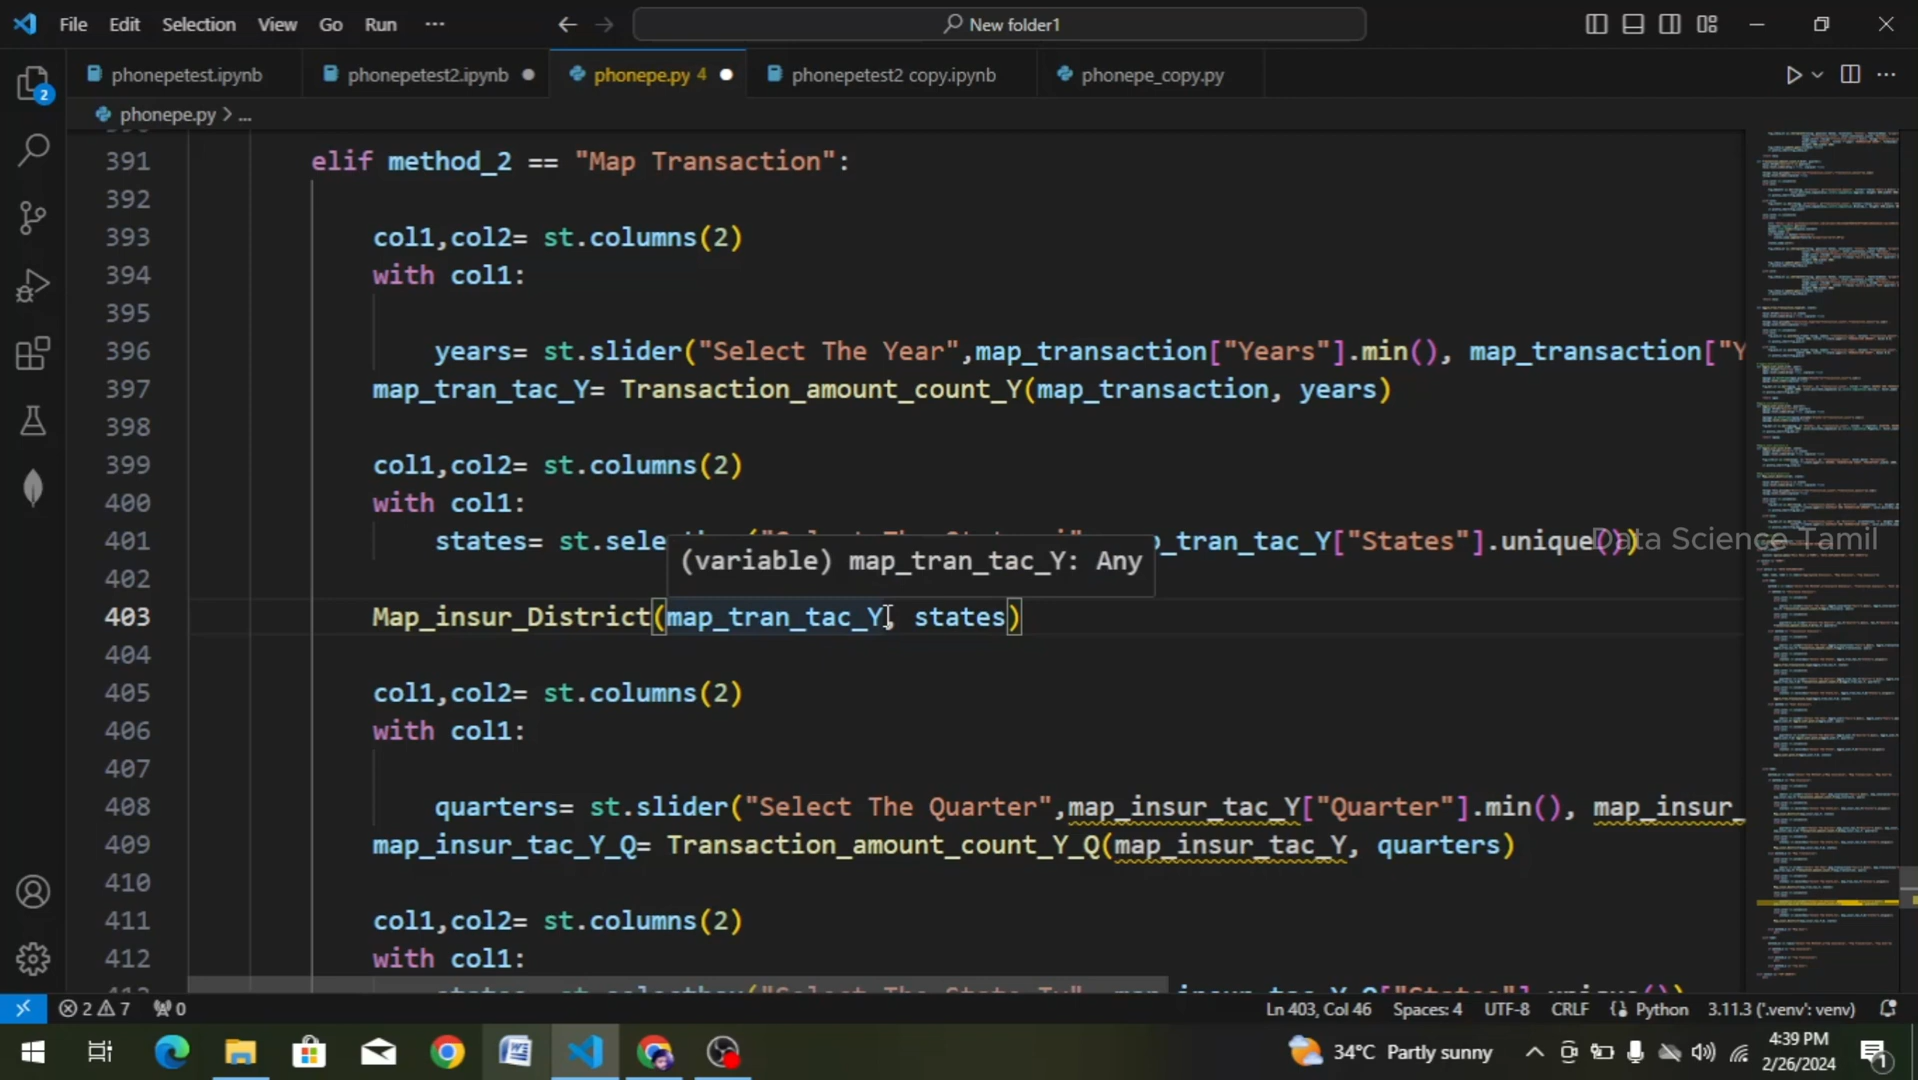 File Edit Selection View Go Run ··· New folder1
phonepetest.ipynb phonepetest2.ipynb phonepe.py 4 phonepetest2 copy.ipynb phonepe_copy.py
phonepe.py > ...
2
391 elif method_2 == "Map Transaction":
392
393 col1,col2= st.columns(2)
394 with col1:
395
396 years= st.slider("Select The Year",map_transaction["Years"].min(), map_transaction["Y
397 map_tran_tac_Y= Transaction_amount_count_Y(map_transaction, years)
398
399 col1,col2= st.columns(2)
400 with col1:
401 states= st.selec p_tran_tac_Y["States"].unique())
Data Science Tamil
(variable) map_tran_tac_Y: Any
402
403 Map_insur_District(map_tran_tac_Y, states)
404
405 col1,col2= st.columns(2)
406 with col1:
407
408 quarters= st.slider("Select The Quarter",map_insur_tac_Y["Quarter"].min(), map_insur_
409 map_insur_tac_Y_Q= Transaction_amount_count_Y_Q(map_insur_tac_Y, quarters)
410
411 col1,col2= st.columns(2)
412 with col1:
2 7 0 Ln 403, Col 46 Spaces: 4 UTF-8 CRLF {} Python 3.11.3 ('.venv': venv)
34°C Partly sunny 4:39 PM
2/26/2024 1